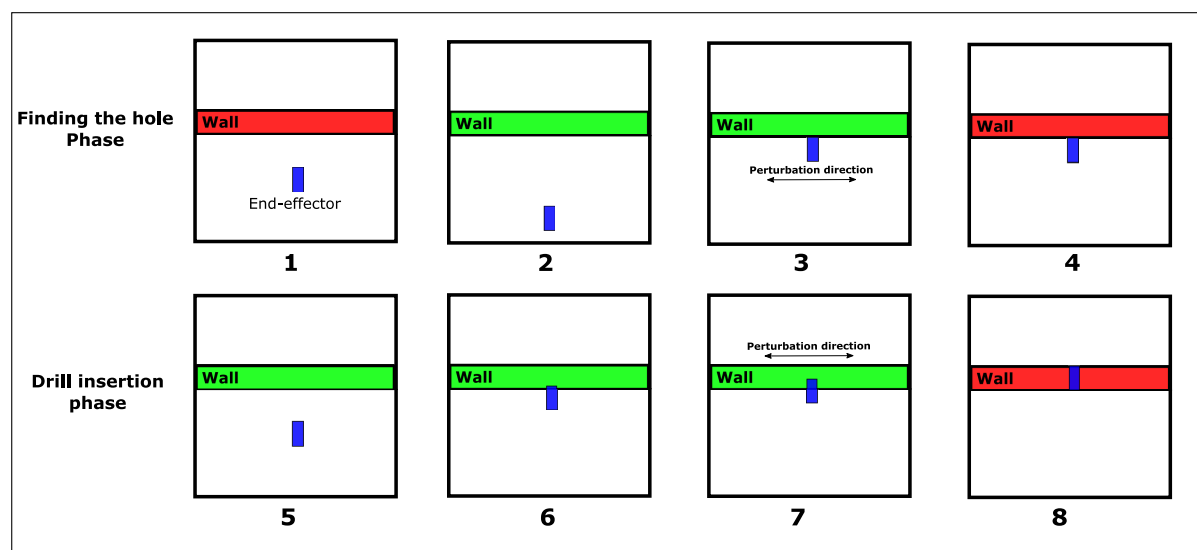 Finding the hole
Phase
Wall
End-effector
1
Wall
2
Wall
Perturbation direction
3
Wall
4
Drill insertion
phase
Wall
5
Wall
6
Perturbation direction
Wall
7
Wall
8